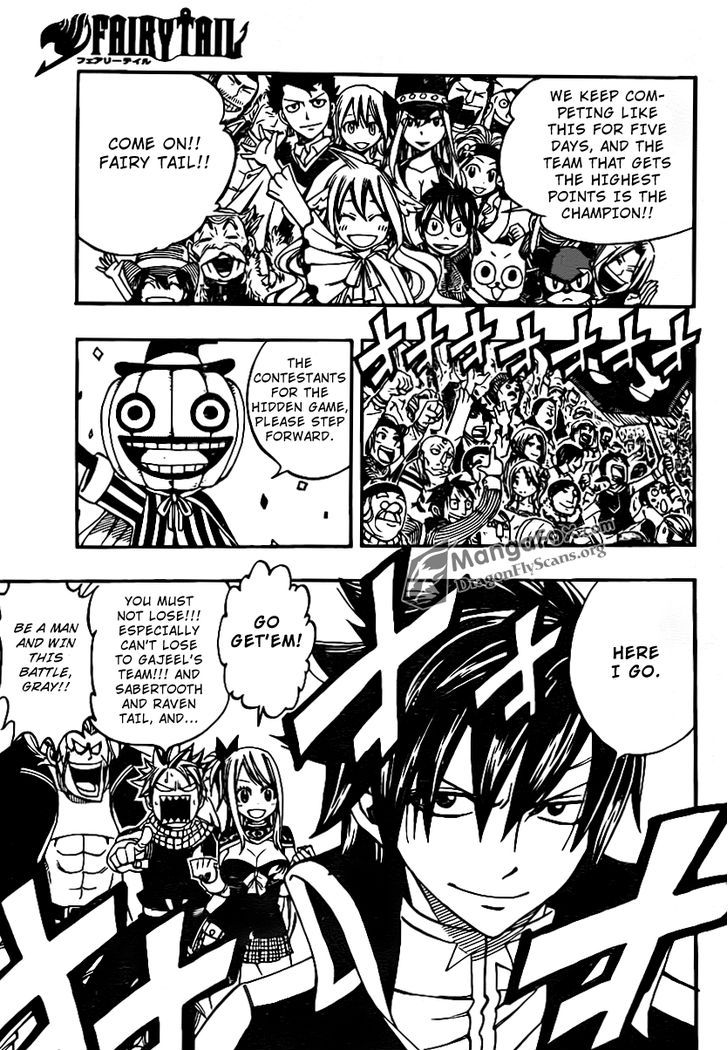 FAIRY TAIL
フェアリーテイル
WE KEEP COM-
PETING LIKE
THIS FOR FIVE
DAYS, AND THE
TEAM THAT GETS
THE HIGHEST
POINTS IS THE
CHAMPION!!
COME ON!!
FAIRY TAIL!!
オオオオオオオ
THE
CONTESTANTS
FOR THE
HIDDEN GAME,
PLEASE STEP
FORWARD.
MangaFox.com
DragonFlyScans.org
HERE
I GO.
GO
GET'EM!
YOU MUST
NOT LOSE!!!
ESPECIALLY
CAN'T LOSE
TO GAJEEL'S
TEAM!!! AND
SABERTOOTH
AND RAVEN
TAIL, AND...
BE A MAN
AND WIN
THIS
BATTLE,
GRAY!!
オオオオオ